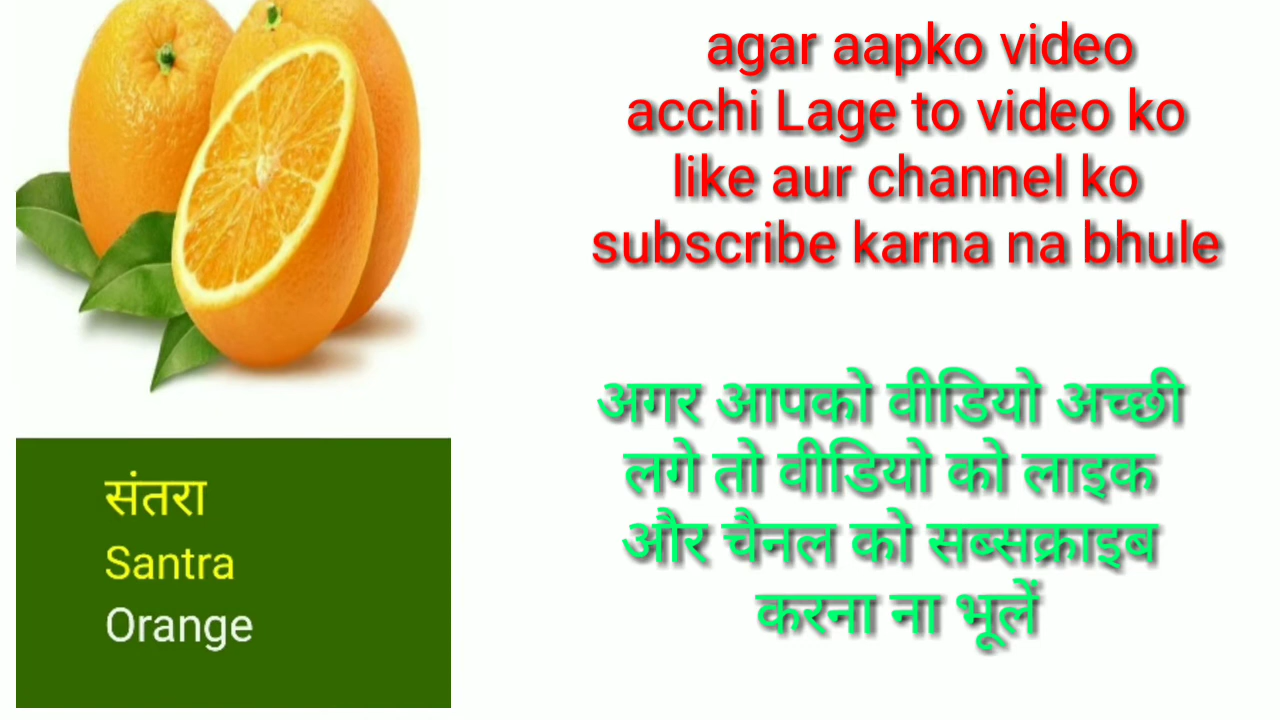 agar aapko video
acchi Lage to video ko
like aur channel ko
subscribe karna na bhule
अगर आपको वीडियो अच्छी
लगे तो वीडियो को लाइक
और चैनल को सब्सक्राइब
करना ना भूलें
संतरा
Santra
Orange